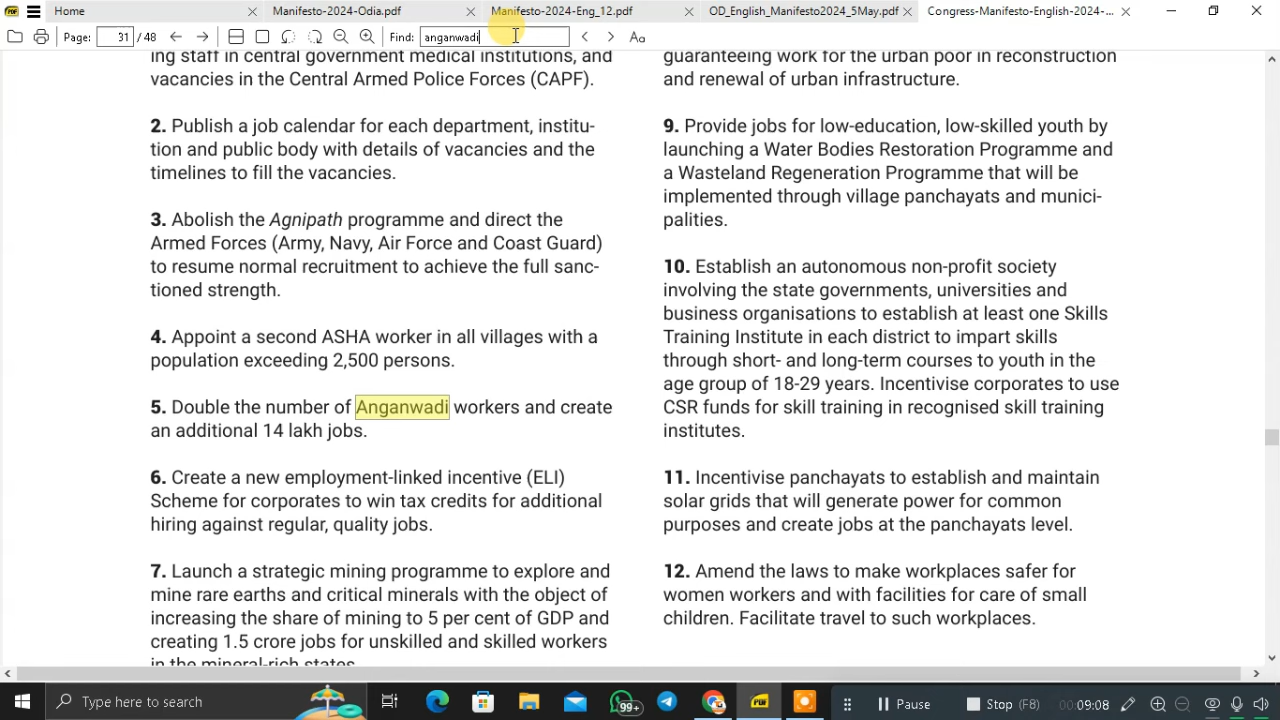 Home
Manifesto-2024-Odia.pdf
Manifesto-2024-Eng_12.pdf
OD_English_Manifesto2024_5May.pdf
Congress-Manifesto-English-2024-...
Page: 31 / 48
Find: anganwadi
Aa
ing staff in central government medical institutions, and
vacancies in the Central Armed Police Forces (CAPF).
2. Publish a job calendar for each department, institu-
tion and public body with details of vacancies and the
timelines to fill the vacancies.
3. Abolish the Agnipath programme and direct the
Armed Forces (Army, Navy, Air Force and Coast Guard)
to resume normal recruitment to achieve the full sanc-
tioned strength.
4. Appoint a second ASHA worker in all villages with a
population exceeding 2,500 persons.
5. Double the number of Anganwadi workers and create
an additional 14 lakh jobs.
6. Create a new employment-linked incentive (ELI)
Scheme for corporates to win tax credits for additional
hiring against regular, quality jobs.
7. Launch a strategic mining programme to explore and
mine rare earths and critical minerals with the object of
increasing the share of mining to 5 per cent of GDP and
creating 1.5 crore jobs for unskilled and skilled workers
in the mineral-rich states.
guaranteeing work for the urban poor in reconstruction
and renewal of urban infrastructure.
9. Provide jobs for low-education, low-skilled youth by
launching a Water Bodies Restoration Programme and
a Wasteland Regeneration Programme that will be
implemented through village panchayats and munici-
palities.
10. Establish an autonomous non-profit society
involving the state governments, universities and
business organisations to establish at least one Skills
Training Institute in each district to impart skills
through short- and long-term courses to youth in the
age group of 18-29 years. Incentivise corporates to use
CSR funds for skill training in recognised skill training
institutes.
11. Incentivise panchayats to establish and maintain
solar grids that will generate power for common
purposes and create jobs at the panchayats level.
12. Amend the laws to make workplaces safer for
women workers and with facilities for care of small
children. Facilitate travel to such workplaces.
Type here to search
99+
PDF
Pause
Stop (F8)
00:09:08